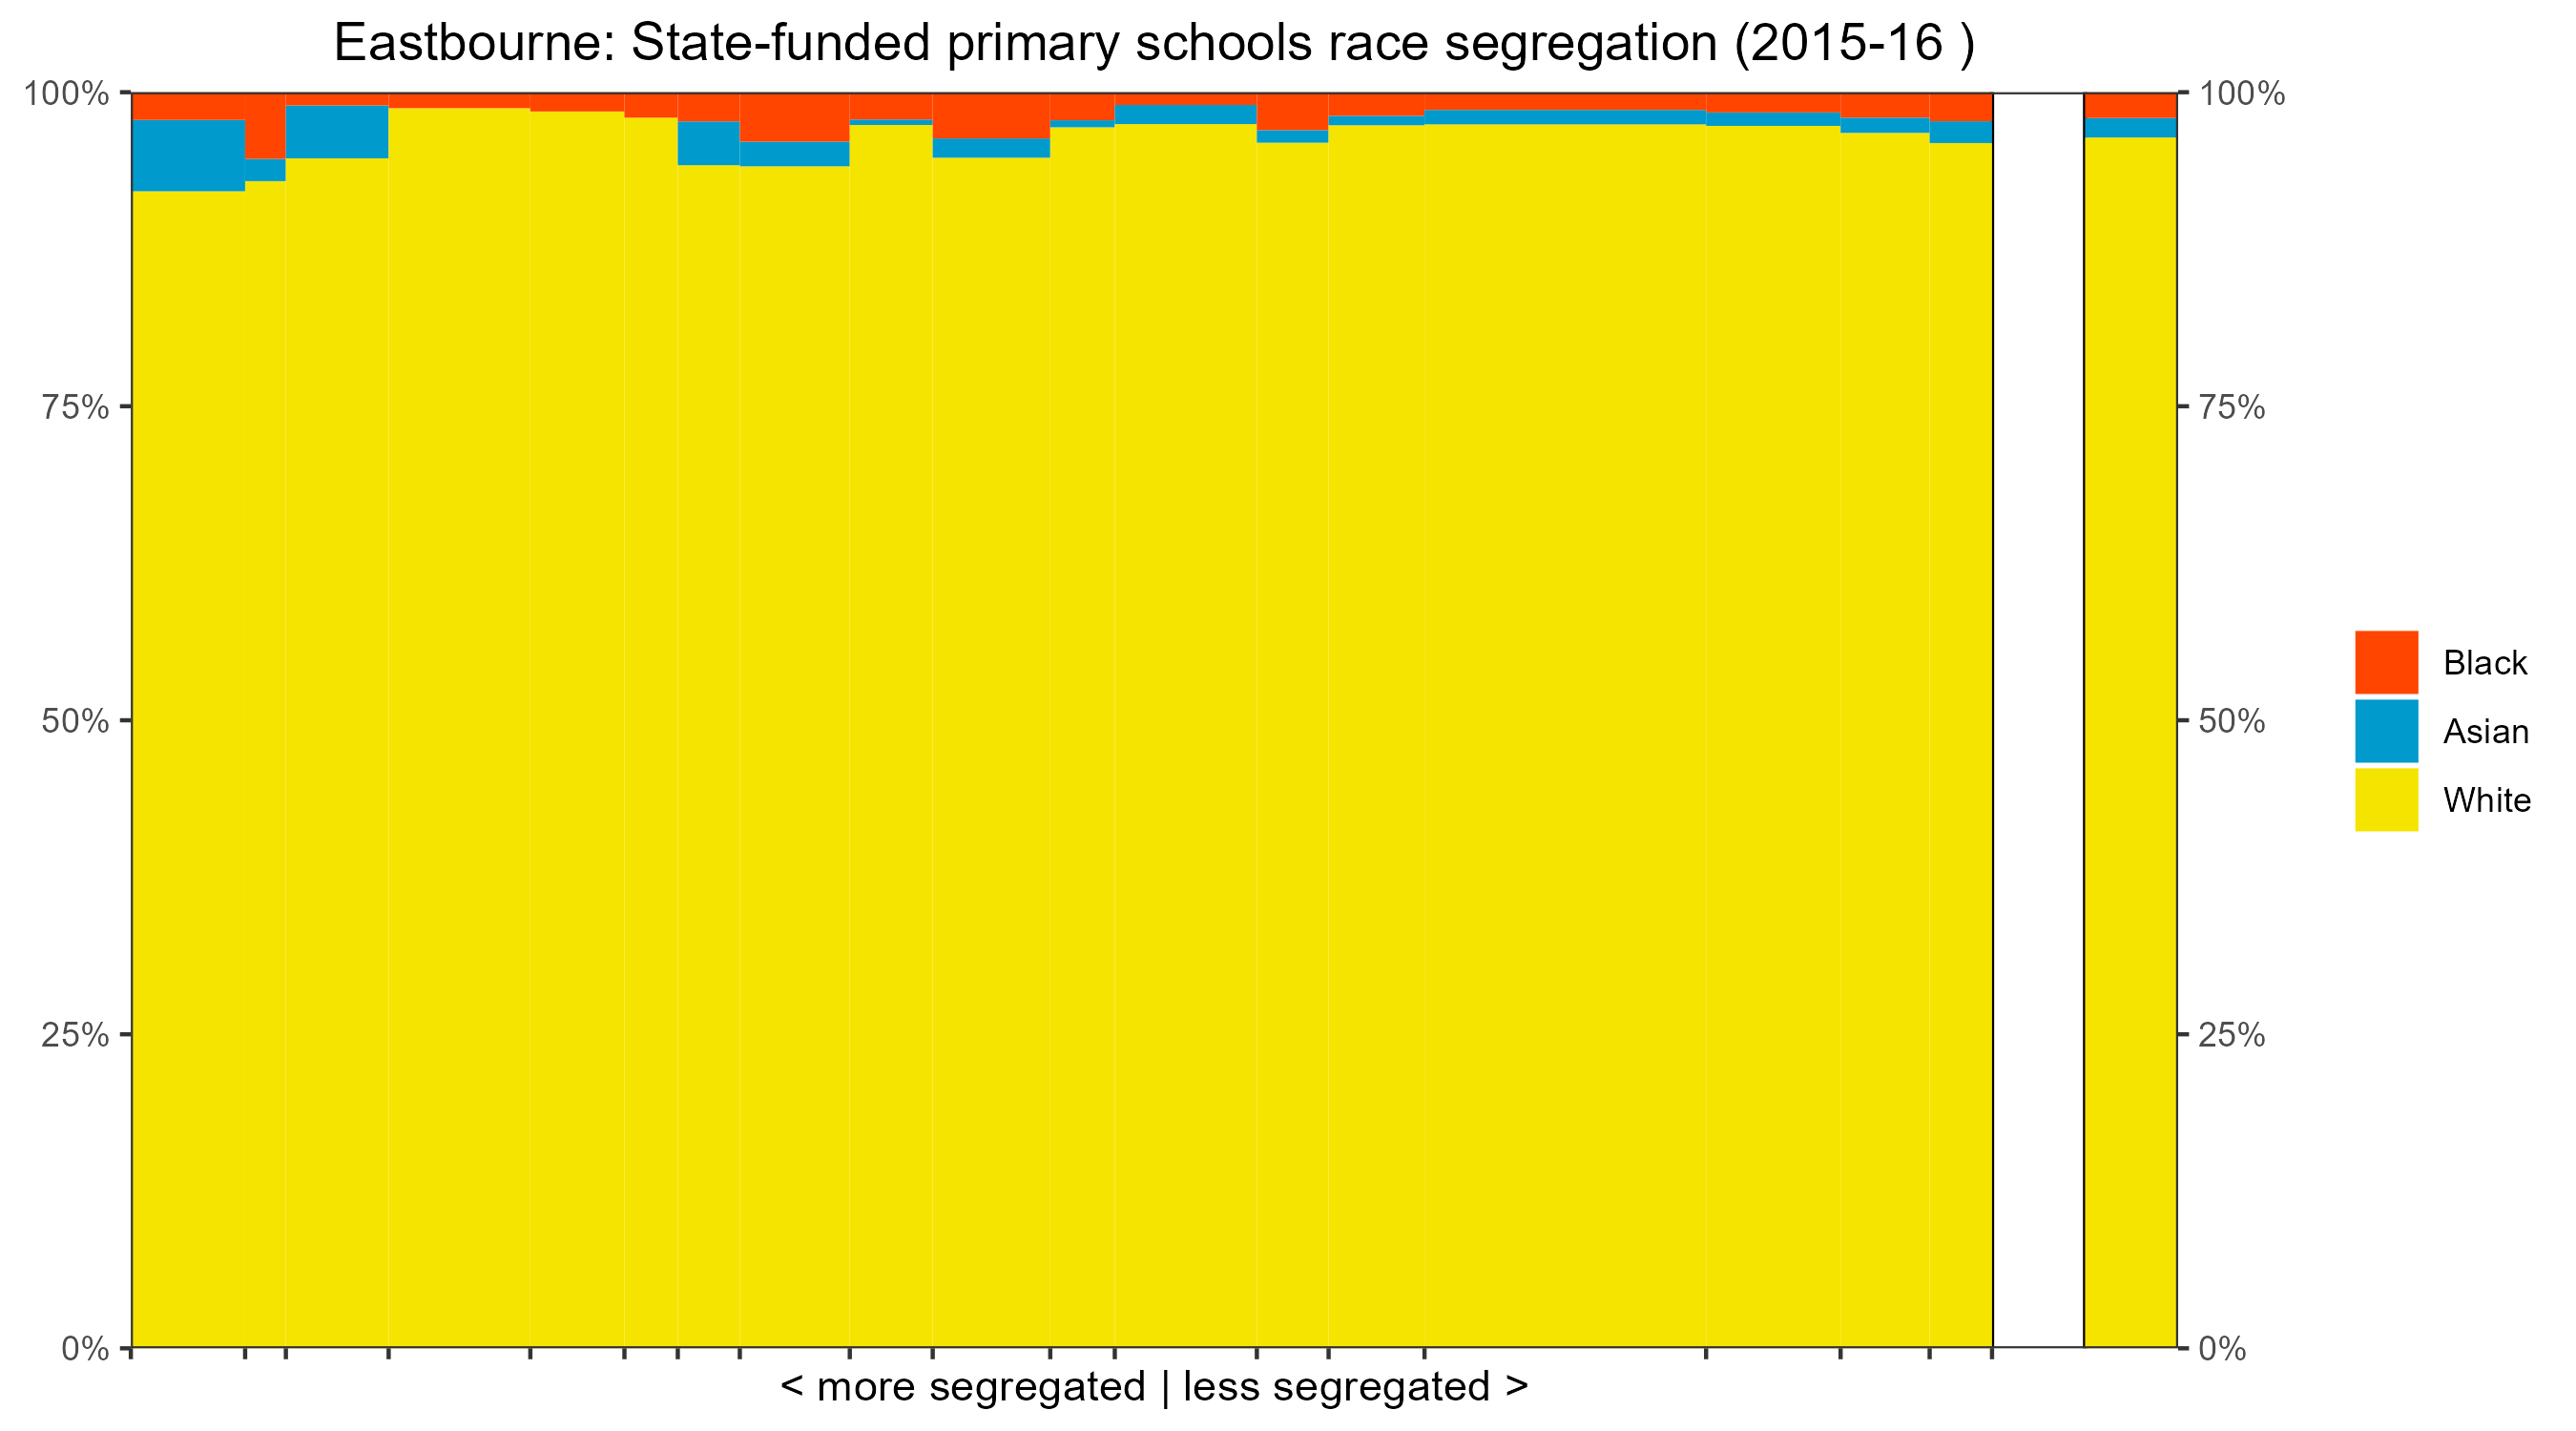 Eastbourne: State-funded primary schools race segregation (2015-16 )
100%
75%
50%
25%
0%
100%
75%
50%
25%
0%
Black
Asian
White
< more segregated | less segregated >